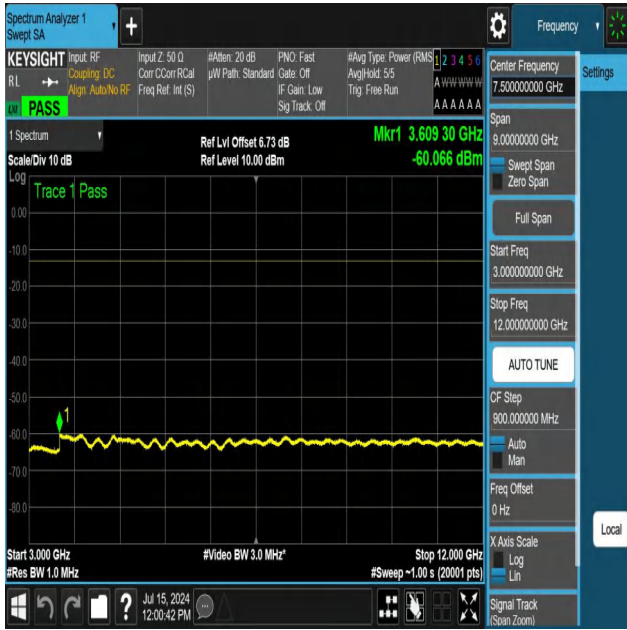 Spectrum Analyzer 1
Swept SA
+
Frequency
KEYSIGHT
RL
PASS
Input: RF
Coupling: DC
Align: Auto/No RF
Input Z: 50 Ω
Corr CCorr RCal
Freq Ref: Int (S)
#Atten: 20 dB
µW Path: Standard
PNO: Fast
Gate: Off
IF Gain: Low
Sig Track: Off
#Avg Type: Power (RMS
Avg|Hold: 5/5
Trig: Free Run
1 2 3 4 5 6
A W W W W W
A A A A A A
1 Spectrum
Scale/Div 10 dB
Ref Lvl Offset 6.73 dB
Ref Level 10.00 dBm
Mkr1 3.609 30 GHz
-60.066 dBm
Log
Trace 1 Pass
0.00
-10.0
-20.0
-30.0
-40.0
-50.0
1
-60.0
-70.0
-80.0
Start 3.000 GHz
#Res BW 1.0 MHz
#Video BW 3.0 MHz*
Stop 12.000 GHz
#Sweep ~1.00 s (20001 pts)
Jul 15, 2024
12:00:42 PM
Center Frequency
7.500000000 GHz
Settings
Span
9.00000000 GHz
Swept Span
Zero Span
Full Span
Start Freq
3.000000000 GHz
Stop Freq
12.000000000 GHz
AUTO TUNE
CF Step
900.000000 MHz
Auto
Man
Freq Offset
0 Hz
X Axis Scale
Log
Lin
Local
Signal Track
(Span Zoom)